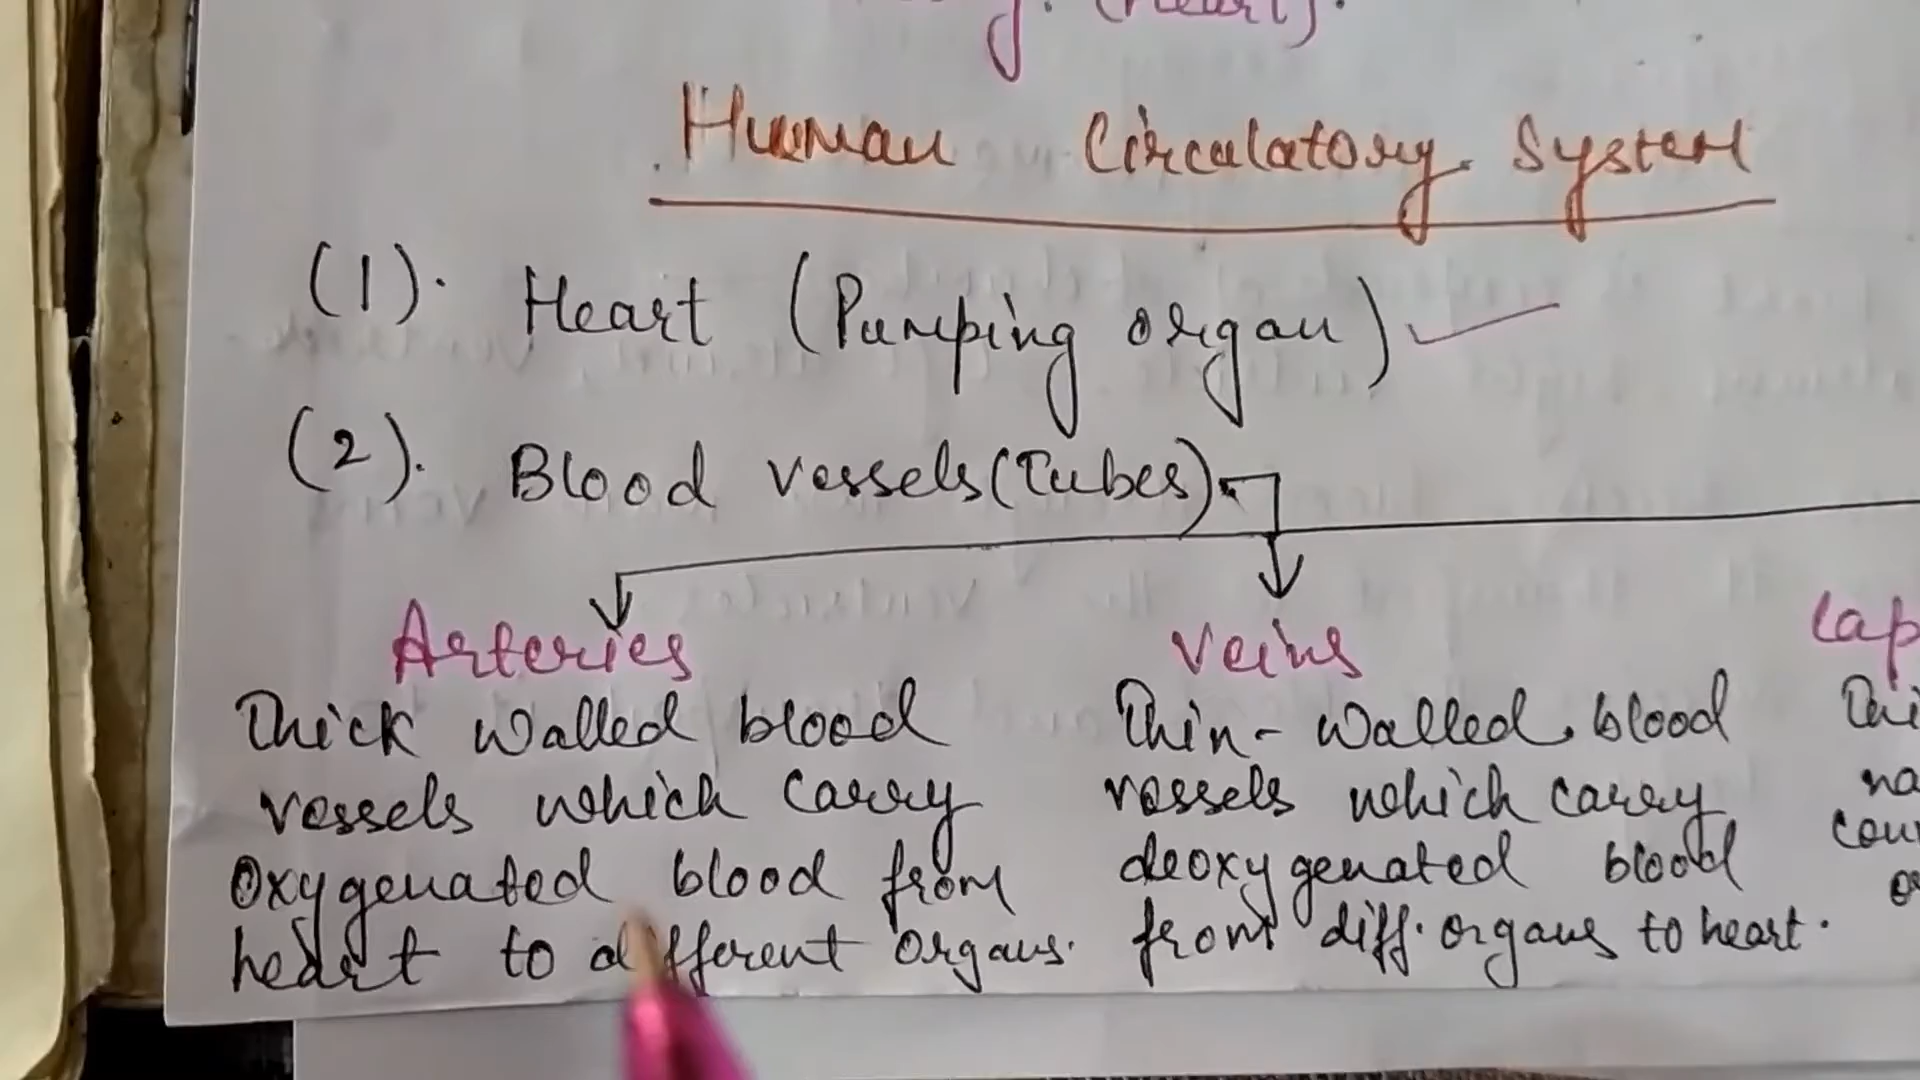 (Heart).
Human Circulatory System
(1). Heart (Pumping organ)
(2). Blood vessels (Tubes)
Arteries
Thick walled blood
vessels which carry
Oxygenated blood from
heart to different organs.
Veins
Thin-walled blood
vessels which carry
deoxygenated blood
from diff. organs to heart.
Cap